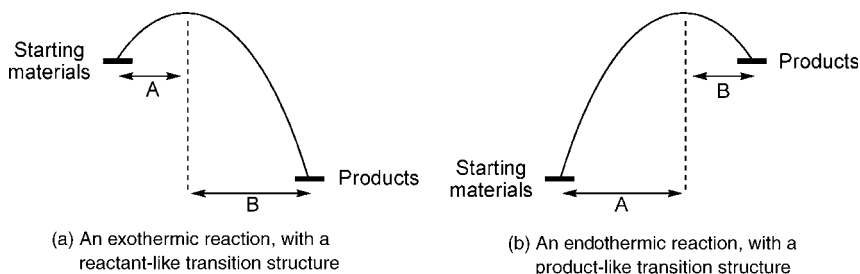 Starting
materials
A
B
Products
(a) An exothermic reaction, with a
reactant-like transition structure
Products
B
Starting
materials
A
(b) An endothermic reaction, with a
product-like transition structure